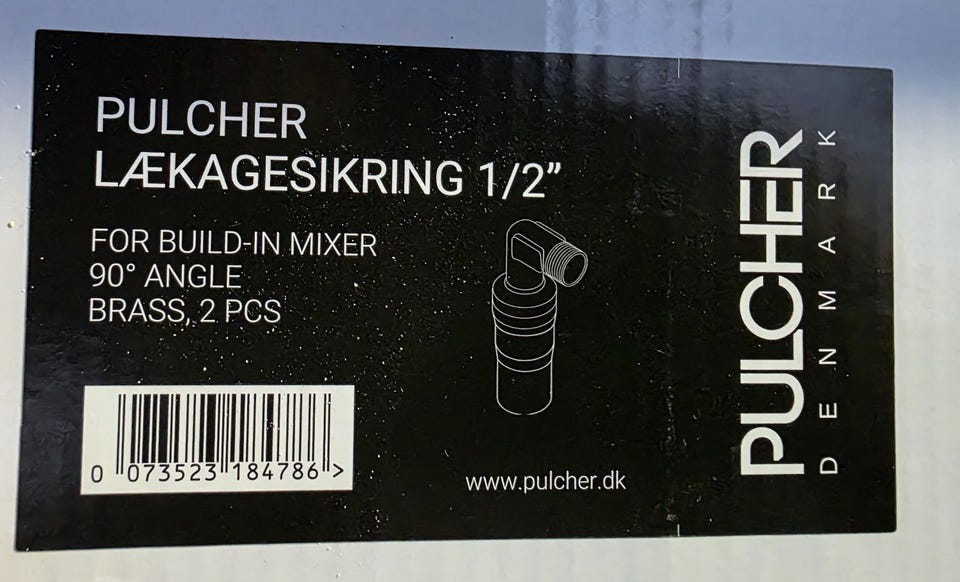 PULCHER
LÆKAGESIKRING 1/2”
FOR BUILD-IN MIXER
90° ANGLE
BRASS, 2 PCS
0 073523 184786 >
www.pulcher.dk
PULCHER
DENMARK